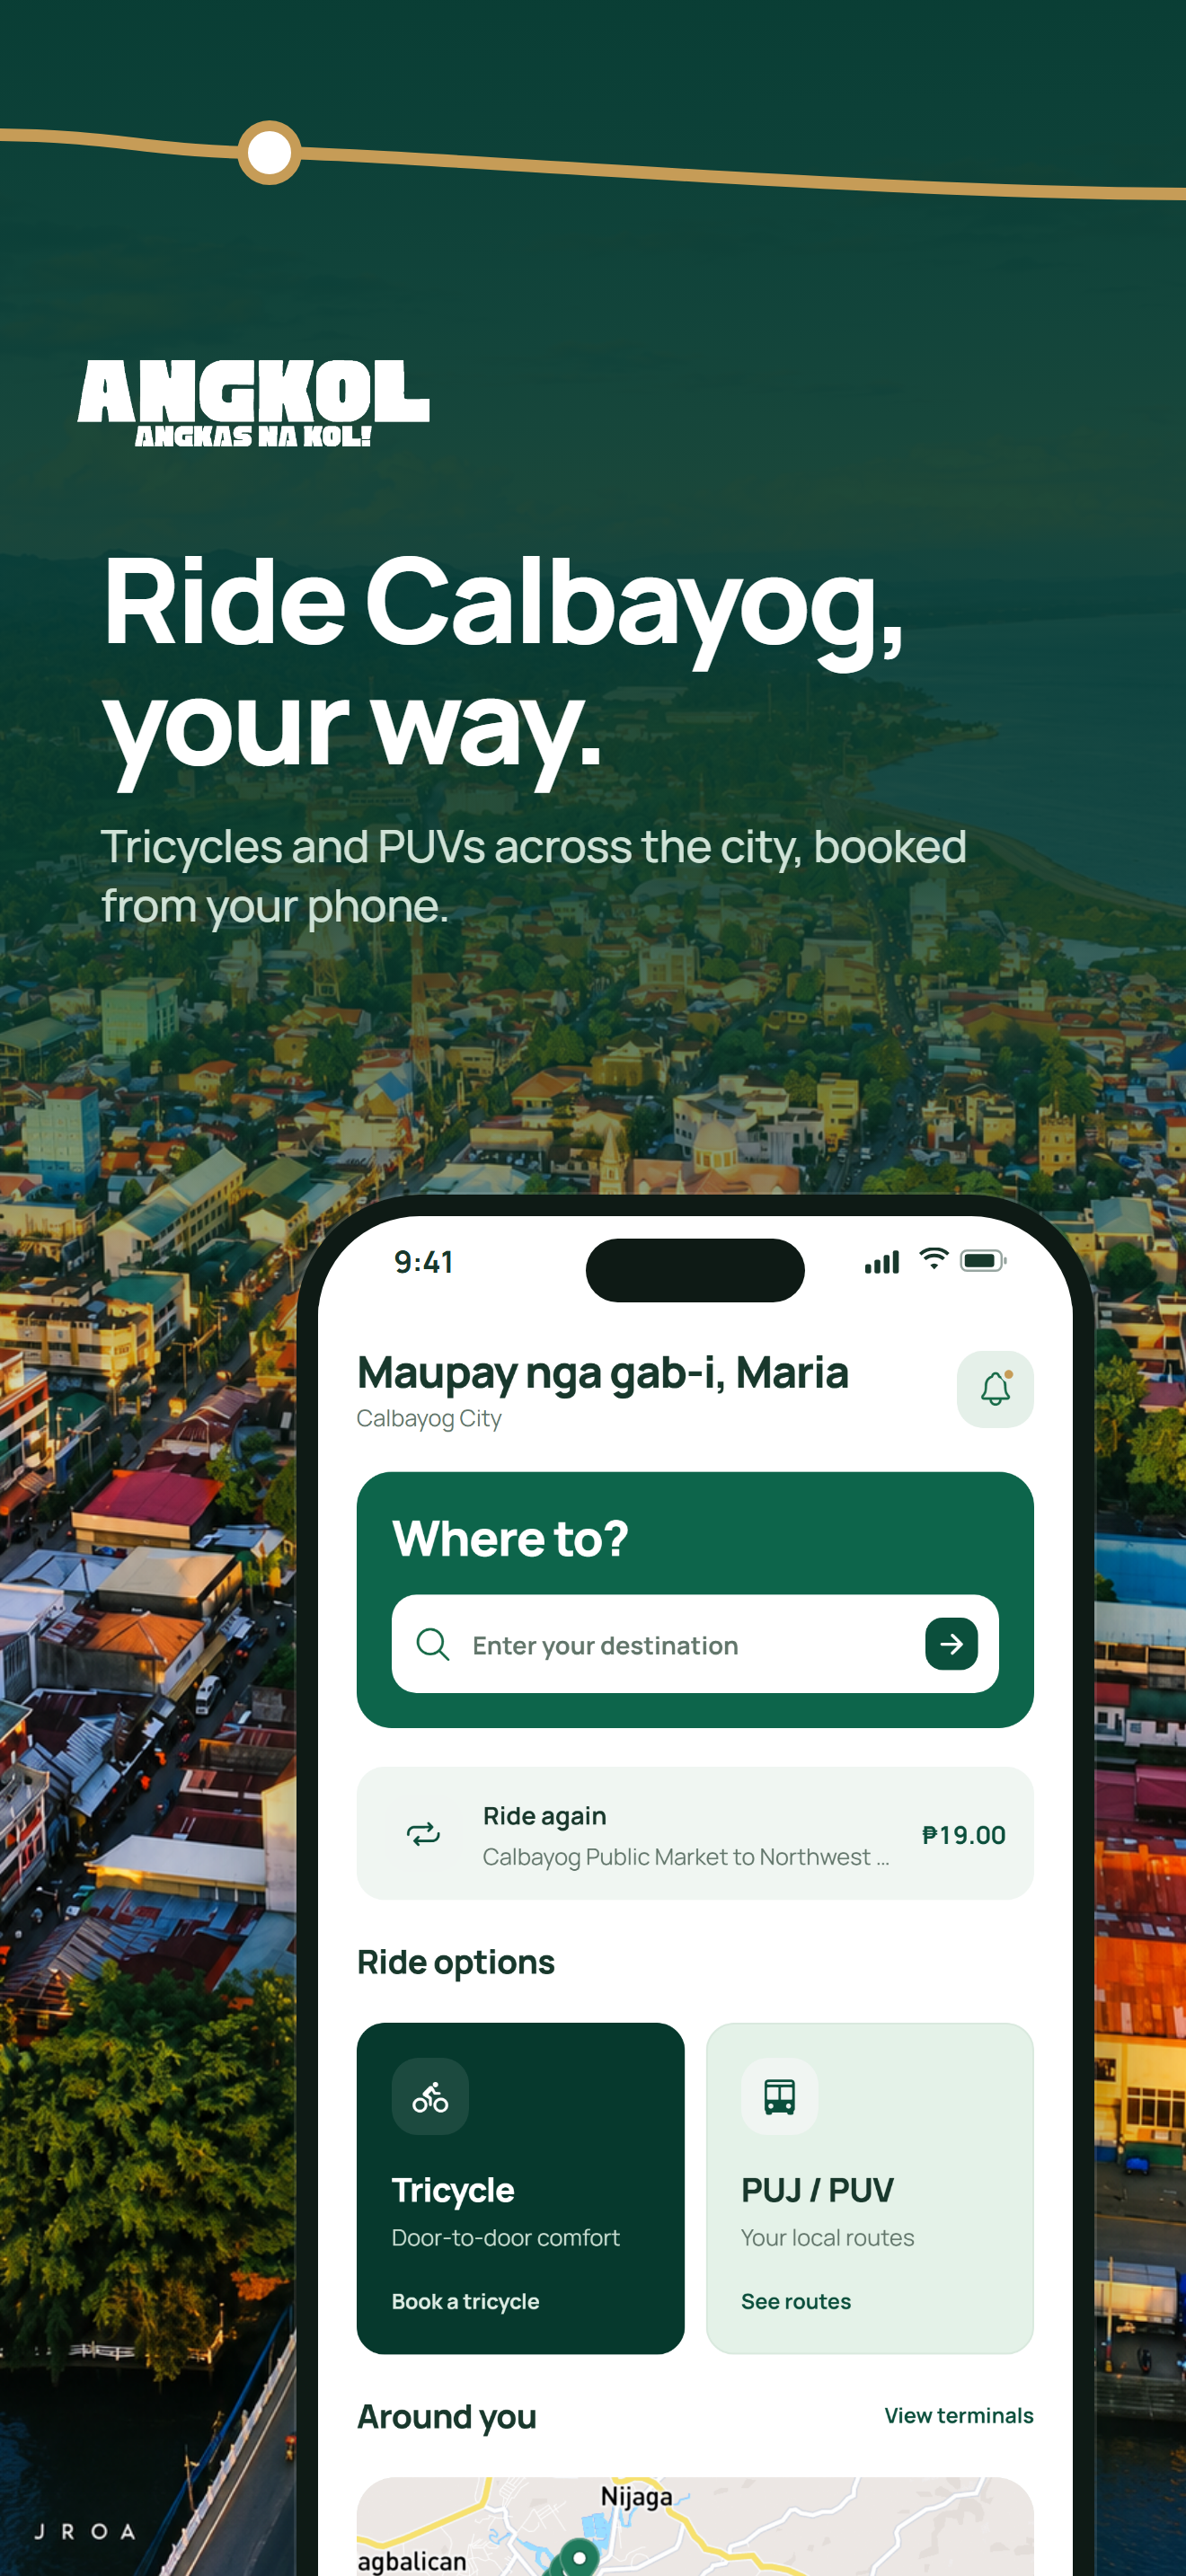 ANGKOL
ANGKAS NA KOL!
Ride Calbayog,
your way.
Tricycles and PUVs across the city, booked
from your phone.
9:41
Maupay nga gab-i, Maria
Calbayog City
Where to?
Enter your destination
Ride again
Calbayog Public Market to Northwest ...
₱19.00
Ride options
Tricycle
Door-to-door comfort
Book a tricycle
PUJ / PUV
Your local routes
See routes
Around you
View terminals
Nijaga
agbalican
JROA